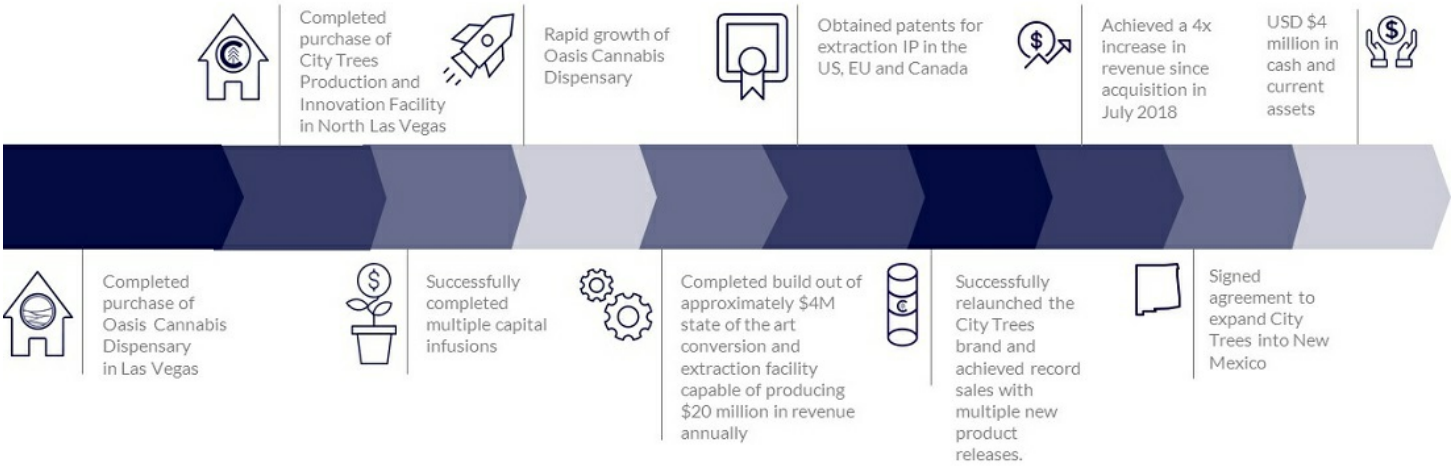 Completed
purchase of
City Trees
Production and
Innovation Facility
in North Las Vegas
Rapid growth of
Oasis Cannabis
Dispensary
Obtained patents for
extraction IP in the
US, EU and Canada
Achieved a 4x
increase in
revenue since
acquisition in
July 2018
USD $4
million in
cash and
current
assets
$
$
C
Completed
purchase of
Oasis Cannabis
Dispensary
in Las Vegas
$
Successfully
completed
multiple capital
infusions
Completed build out of
approximately $4M
state of the art
conversion and
extraction facility
capable of producing
$20 million in revenue
annually
C
Successfully
relaunched the
City Trees
brand and
achieved record
sales with
multiple new
product
releases.
Signed
agreement to
expand City
Trees into New
Mexico